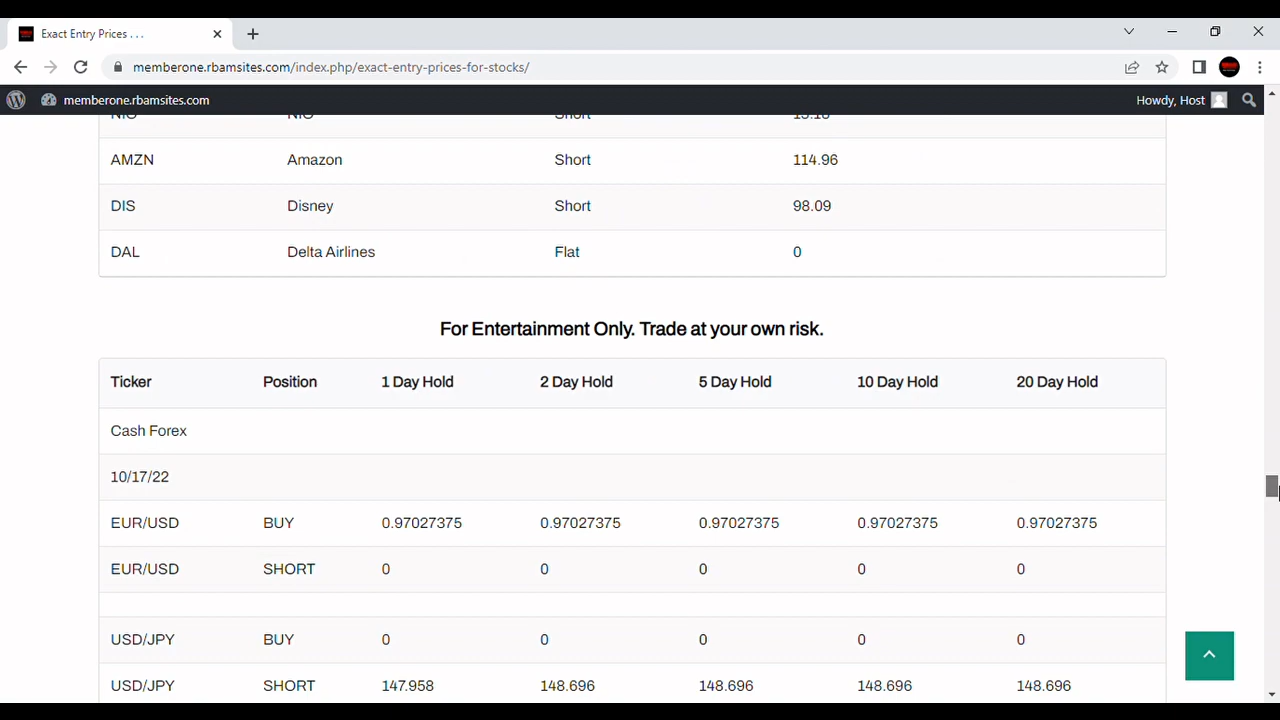 Exact Entry Prices . . .
memberone.rbamsites.com/index.php/exact-entry-prices-for-stocks/
memberone.rbamsites.com Howdy, Host
NIO NIO Short
AMZN Amazon Short 114.96
DIS Disney Short 98.09
DAL Delta Airlines Flat 0
For Entertainment Only. Trade at your own risk.
Ticker Position 1 Day Hold 2 Day Hold 5 Day Hold 10 Day Hold 20 Day Hold
Cash Forex
10/17/22
EUR/USD BUY 0.97027375 0.97027375 0.97027375 0.97027375 0.97027375
EUR/USD SHORT 0 0 0 0 0
USD/JPY BUY 0 0 0 0 0
USD/JPY SHORT 147.958 148.696 148.696 148.696 148.696